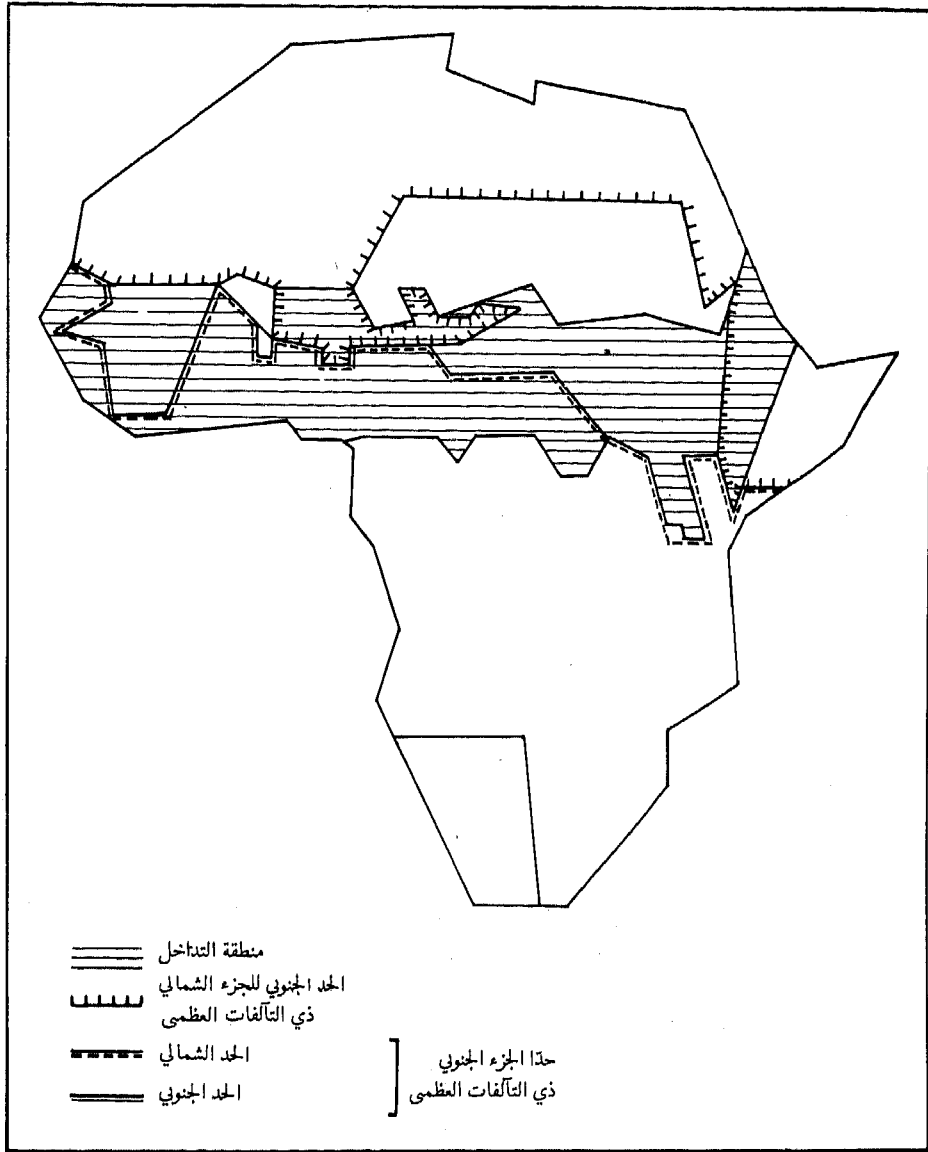 منطقة التداخل
الحد الجنوبي للجزء الشمالي
ذي التآلفات العظمى
الحد الشمالي
الحد الجنوبي
حدّا الجزء الجنوبي
ذي التآلفات العظمى